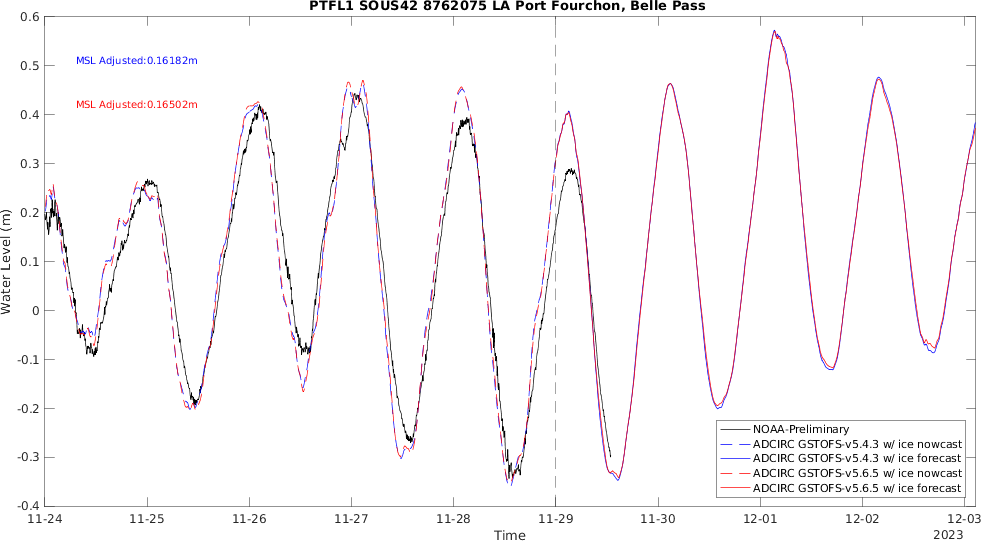 PTFL1 SOUS42 8762075 LA Port Fourchon, Belle Pass
0.6
0.5
0.4
0.3
0.2
0.1
0
-0.1
-0.2
-0.3
-0.4
Water Level (m)
MSL Adjusted:0.16182m
MSL Adjusted:0.16502m
NOAA-Preliminary
ADCIRC GSTOFS-v5.4.3 w/ ice nowcast
ADCIRC GSTOFS-v5.4.3 w/ ice forecast
ADCIRC GSTOFS-v5.6.5 w/ ice nowcast
ADCIRC GSTOFS-v5.6.5 w/ ice forecast
11-24 11-25 11-26 11-27 11-28 11-29 11-30 12-01 12-02 12-03
Time
2023